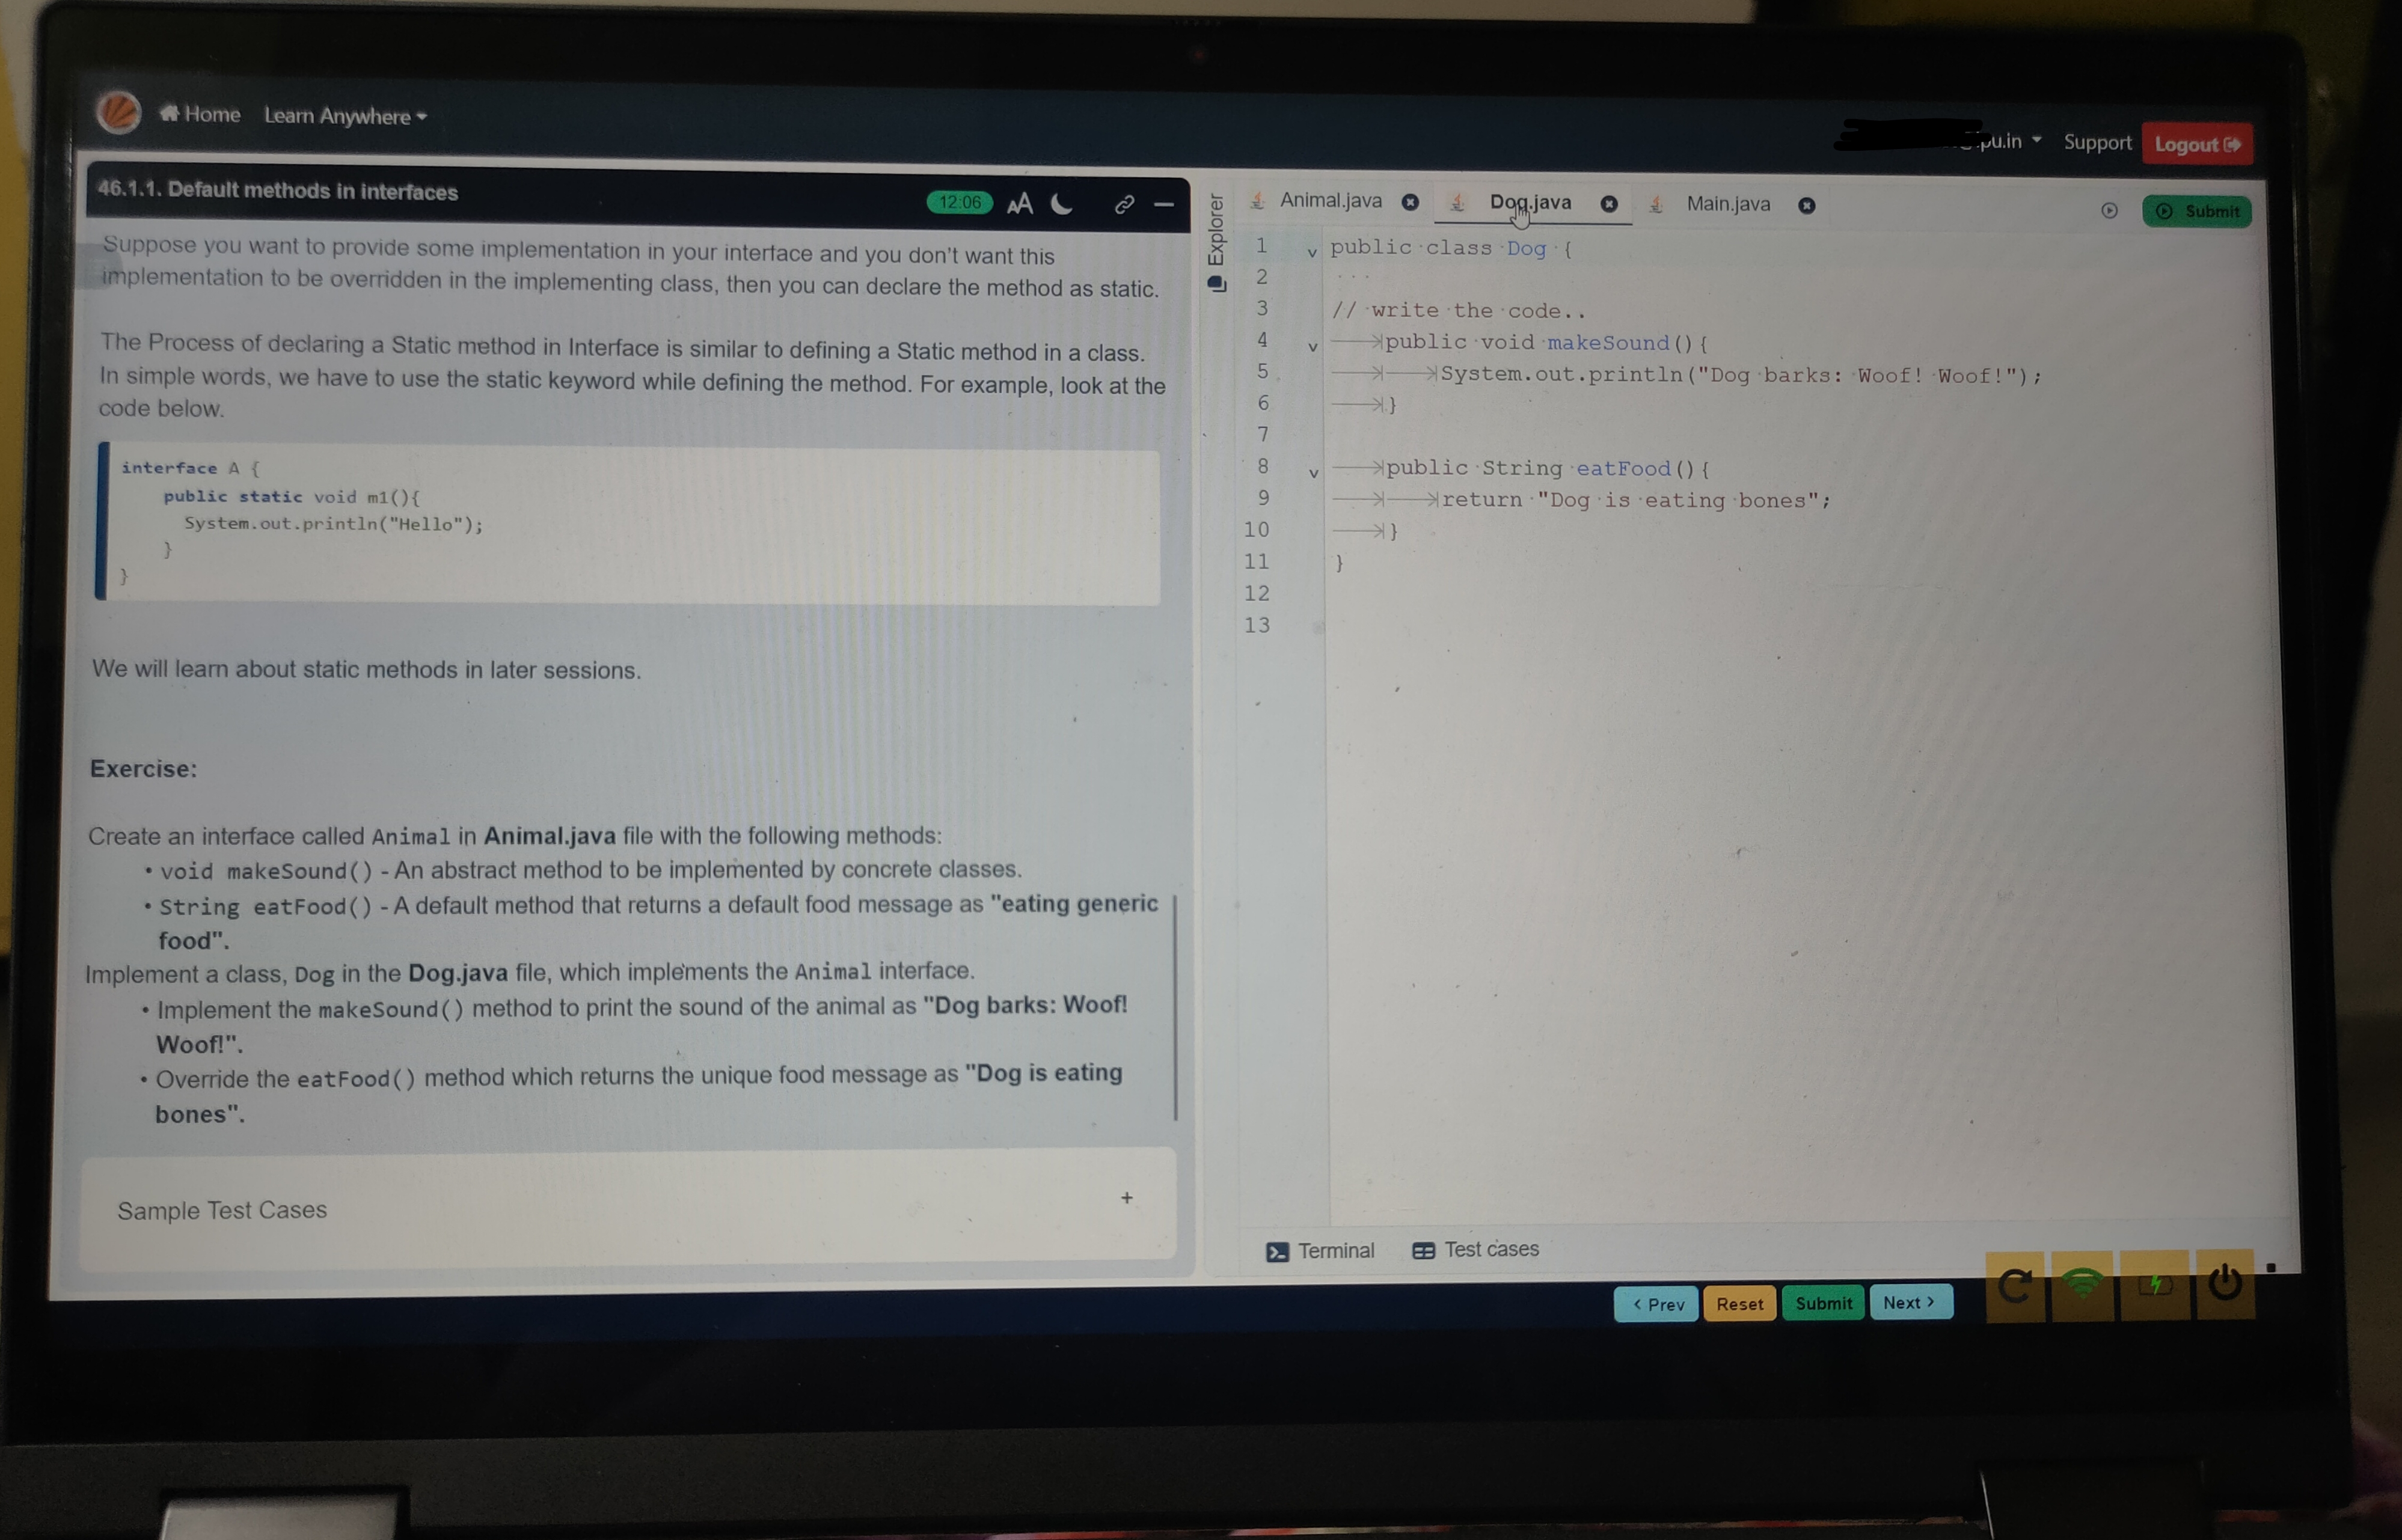 Home Learn Anywhere
pu.in Support Logout
46.1.1. Default methods in interfaces
12:06 AA
Suppose you want to provide some implementation in your interface and you don't want this
implementation to be overridden in the implementing class, then you can declare the method as static.
The Process of declaring a Static method in Interface is similar to defining a Static method in a class.
In simple words, we have to use the static keyword while defining the method. For example, look at the
code below.
interface A {
public static void m1(){
System.out.println("Hello");
}
}
We will learn about static methods in later sessions.
Exercise:
Create an interface called Animal in Animal.java file with the following methods:
• void makeSound() - An abstract method to be implemented by concrete classes.
• String eatFood() - A default method that returns a default food message as "eating generic
food".
Implement a class, Dog in the Dog.java file, which implements the Animal interface.
• Implement the makeSound() method to print the sound of the animal as "Dog barks: Woof!
Woof!".
• Override the eatFood() method which returns the unique food message as "Dog is eating
bones".
Sample Test Cases +
Explorer
Animal.java Dog.java Main.java Submit
1 public class Dog {
2
3 // write the code..
4 public void makeSound(){
5 System.out.println("Dog barks: Woof! Woof!");
6 }
7
8 public String eatFood(){
9 return "Dog is eating bones";
10 }
11 }
12
13
Terminal Test cases
< Prev Reset Submit Next >